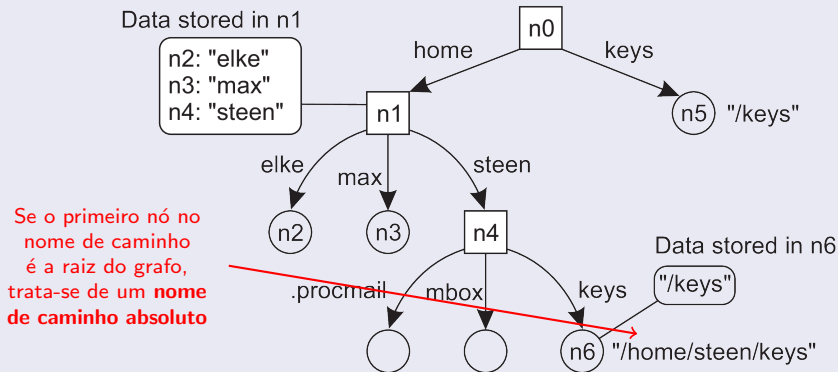 Data stored in n1
n0
n2: "elke"
n3: "max"
n4: "steen"
home
keys
n1
n5
"/keys"
elke
max
steen
Se o primeiro nó no
nome de caminho
é a raiz do grafo,
trata-se de um nome
de caminho absoluto
n2
n3
n4
Data stored in n6
"/keys"
.procmail
mbox
keys
n6
"/home/steen/keys"